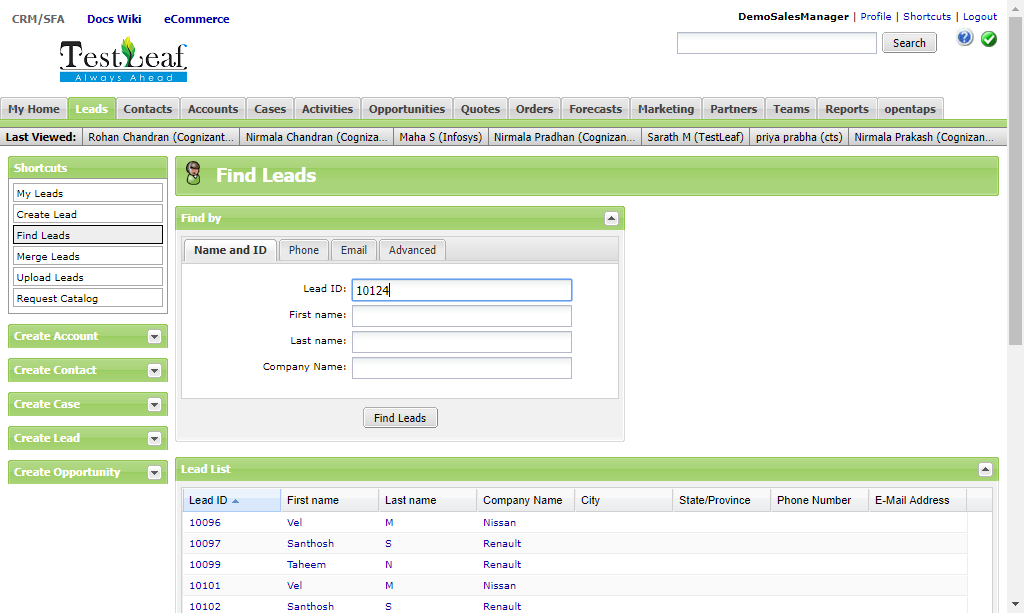 CRM/SFA Docs Wiki eCommerce
DemoSalesManager | Profile | Shortcuts | Logout
TestLeaf
Always Ahead
Search
My Home Leads Contacts Accounts Cases Activities Opportunities Quotes Orders Forecasts Marketing Partners Teams Reports opentaps
Last Viewed: Rohan Chandran (Cognizant... Nirmala Chandran (Cogniza... Maha S (Infosys) Nirmala Pradhan (Cognizan... Sarath M (TestLeaf) priya prabha (cts) Nirmala Prakash (Cognizan...
Shortcuts
My Leads
Create Lead
Find Leads
Merge Leads
Upload Leads
Request Catalog
Create Account
Create Contact
Create Case
Create Lead
Create Opportunity
Find Leads
Find by
Name and ID Phone Email Advanced
Lead ID: 10124
First name:
Last name:
Company Name:
Find Leads
Lead List
Lead ID First name Last name Company Name City State/Province Phone Number E-Mail Address
10096 Vel M Nissan
10097 Santhosh S Renault
10099 Taheem N Renault
10101 Vel M Nissan
10102 Santhosh S Renault